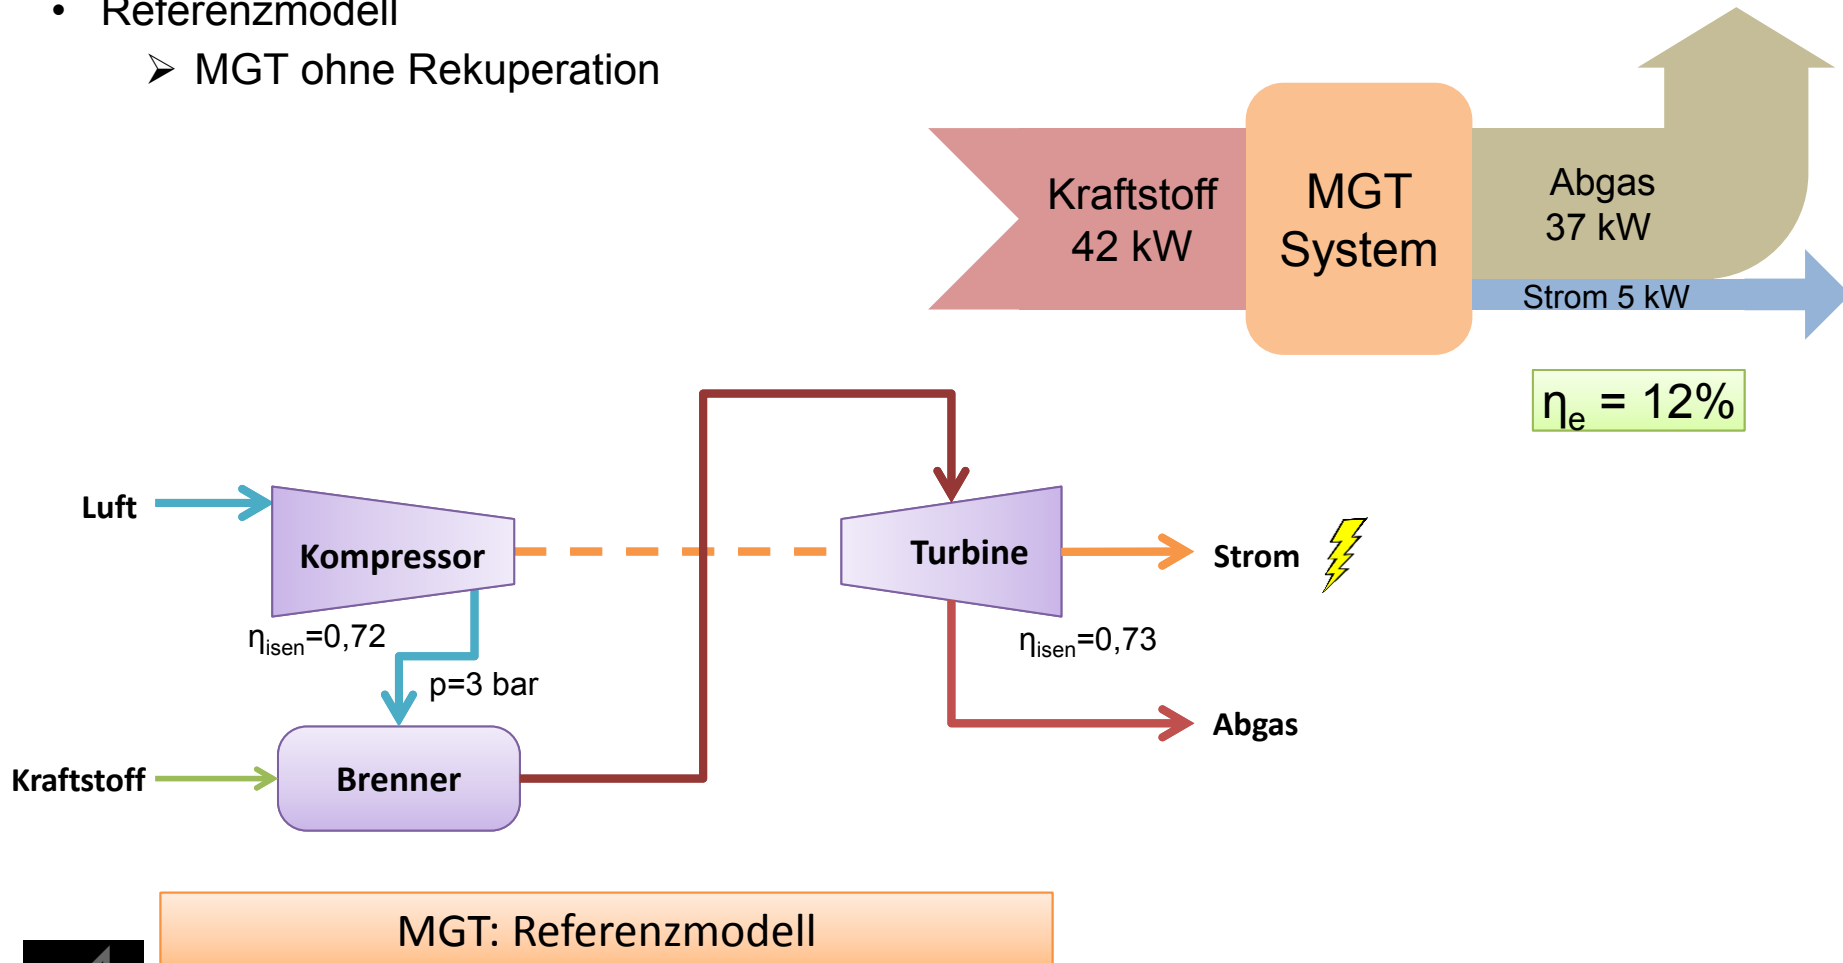 • Referenzmodell
➢ MGT ohne Rekuperation
Kraftstoff
42 kW
MGT
System
Abgas
37 kW
Strom 5 kW
ηe = 12%
Luft
Kompressor
Turbine
Strom
ηisen=0,72
ηisen=0,73
p=3 bar
Abgas
Kraftstoff
Brenner
MGT: Referenzmodell